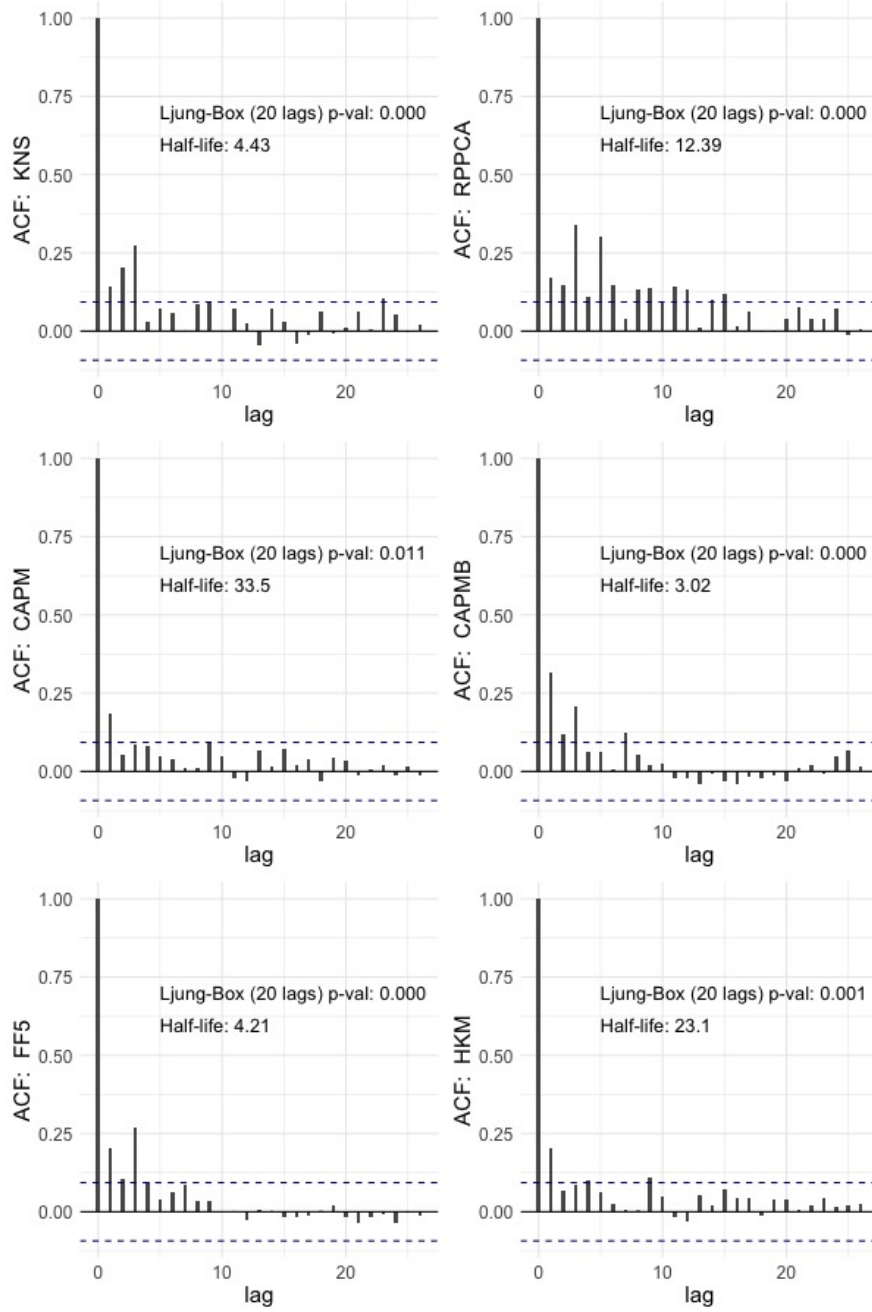 1.00
0.75
0.50
0.25
0.00
ACF: KNS
Ljung-Box (20 lags) p-val: 0.000
Half-life: 4.43
0 20
lag
1.00
0.75
0.50
0.25
0.00
ACF: RPPCA
Ljung-Box (20 lags) p-val: 0.000
Half-life: 12.39
0 10 20
lag
1.00
0.75
0.50
0.25
0.00
ACF: CAPM
Ljung-Box (20 lags) p-val: 0.011
Half-life: 33.5
0 20
lag
1.00
0.75
0.50
0.25
0.00
ACF: CAPMB
Ljung-Box (20 lags) p-val: 0.000
Half-life: 3.02
0 10 20
lag
1.00
0.75
0.50
0.25
0.00
ACF: FF5
Ljung-Box (20 lags) p-val: 0.000
Half-life: 4.21
0 20
lag
1.00
0.75
0.50
0.25
0.00
ACF: HKM
Ljung-Box (20 lags) p-val: 0.001
Half-life: 23.1
0 10 20
lag